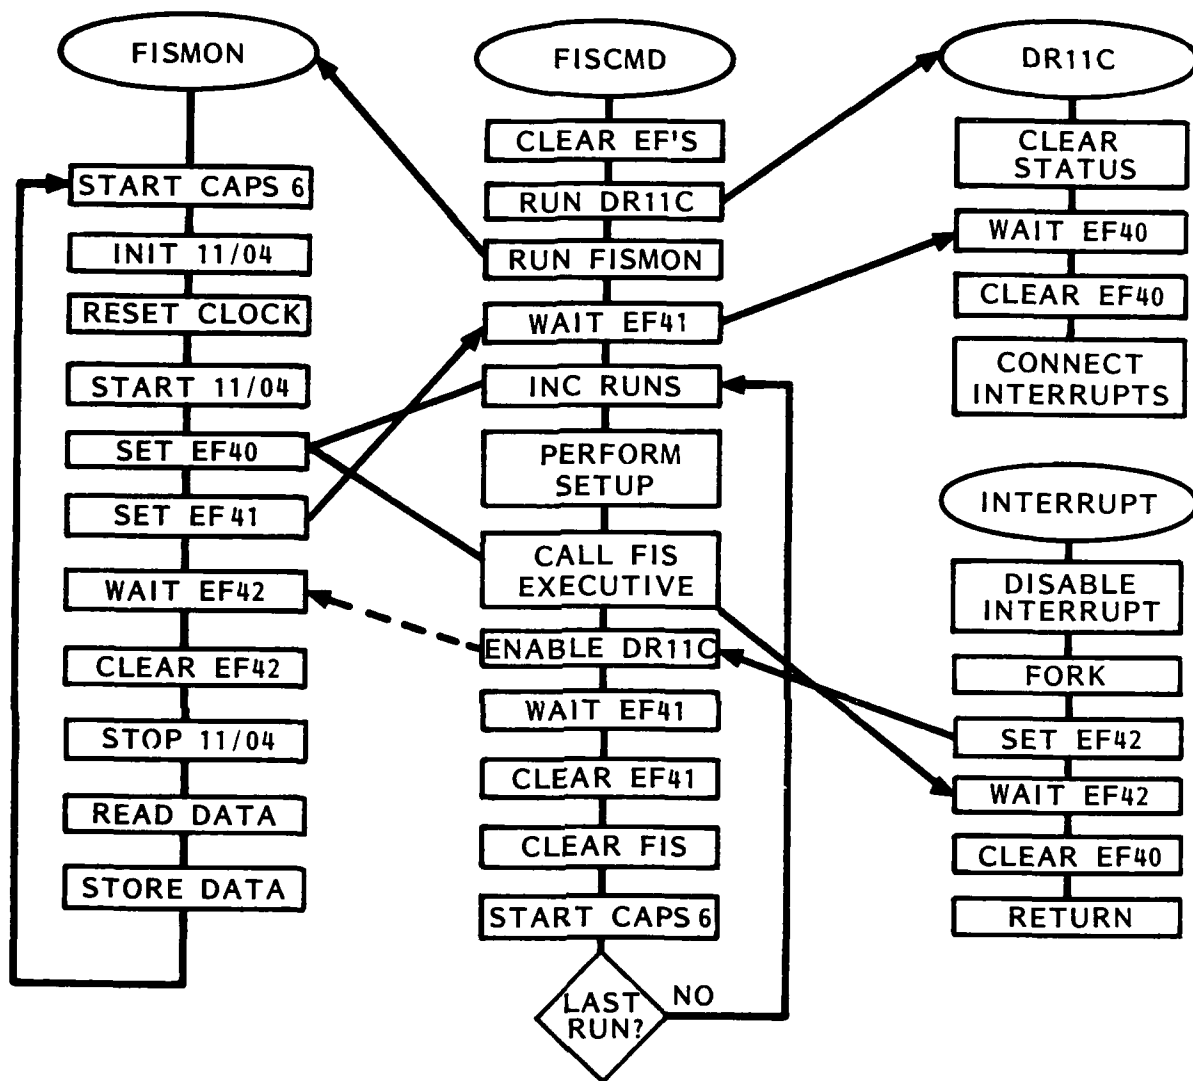 FISMON
START CAPS 6
INIT 11/04
RESET CLOCK
START 11/04
SET EF40
SET EF41
WAIT EF42
CLEAR EF42
STOP 11/04
READ DATA
STORE DATA
FISCMD
CLEAR EF'S
RUN DR11C
RUN FISMON
WAIT EF41
INC RUNS
PERFORM
SETUP
CALL FIS
EXECUTIVE
ENABLE DR11C
WAIT EF41
CLEAR EF41
CLEAR FIS
START CAPS 6
LAST
RUN?
NO
DR11C
CLEAR
STATUS
WAIT EF40
CLEAR EF40
CONNECT
INTERRUPTS
INTERRUPT
DISABLE
INTERRUPT
FORK
SET EF42
WAIT EF42
CLEAR EF40
RETURN